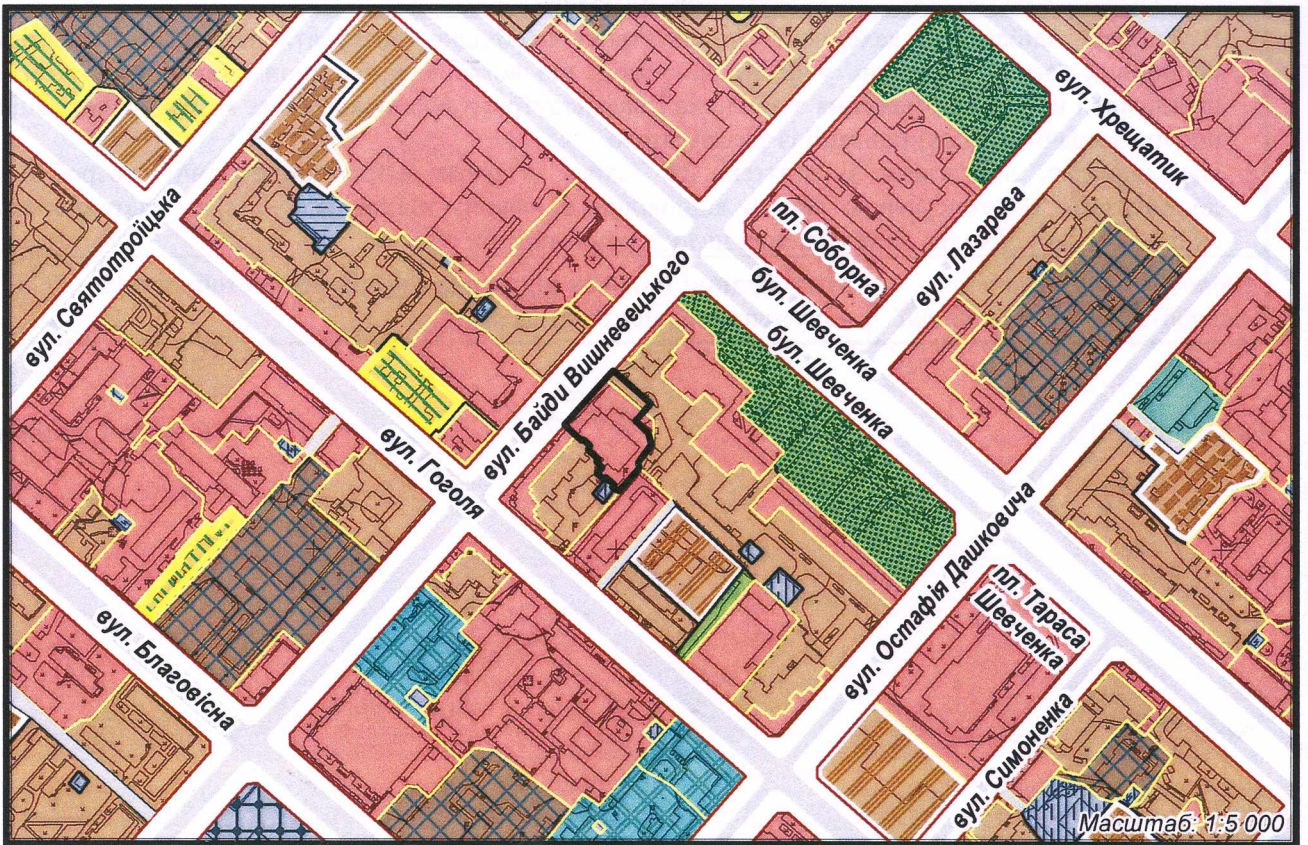 вул. Хрещатик
вул. Святотроїцька
пл. Соборна
вул. Лазарева
бул. Шевченка
бул. Шевченка
вул. Байди Вишневецького
вул. Гоголя
вул. Остафія Дашковича
пл. Тараса
Шевченка
вул. Благовісна
вул. Симоненка
Масштаб: 1:5 000